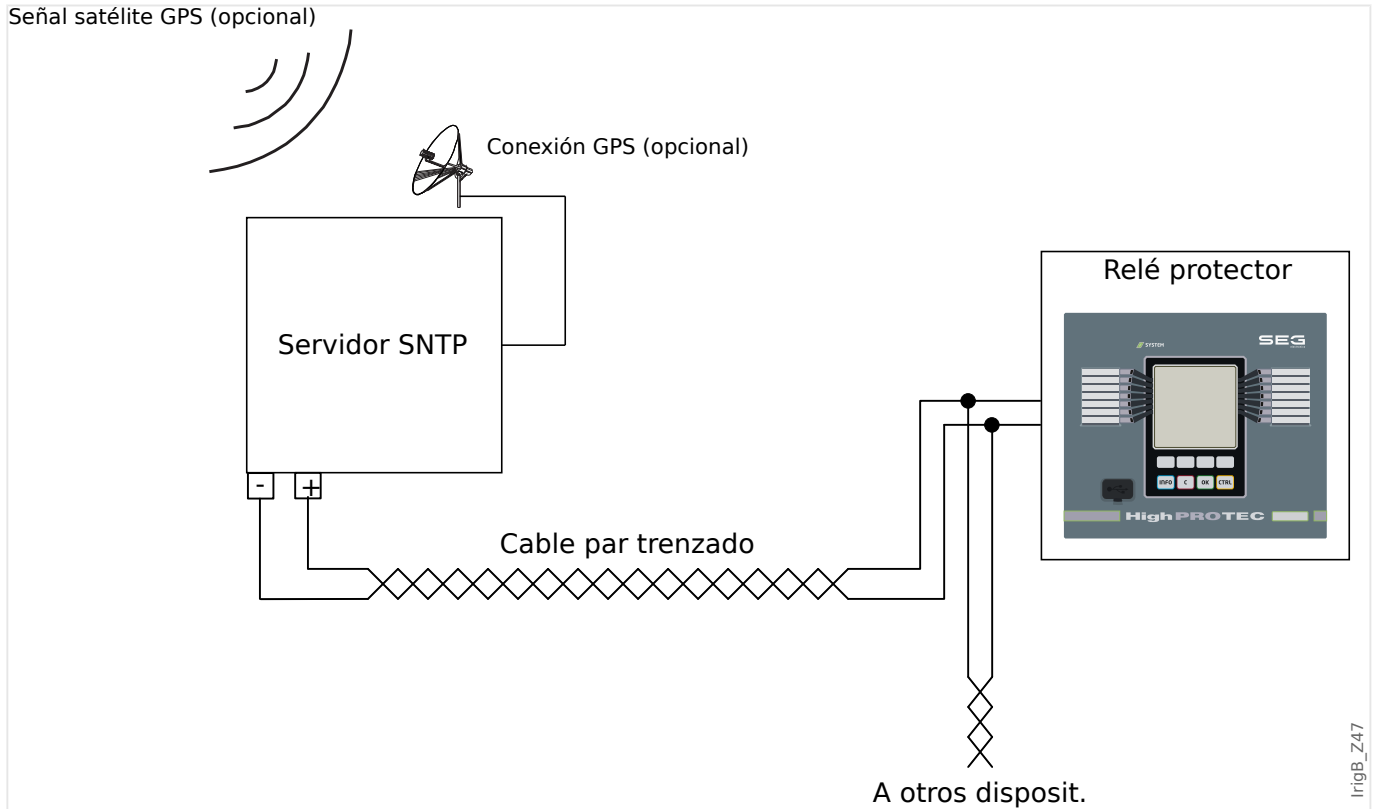 Señal satélite GPS (opcional)
Conexión GPS (opcional)
Servidor SNTP
- +
Cable par trenzado
Relé protector
SYSTEM
SEG
INFO C OK CTRL
HighPROTEC
A otros disposit.
IrigB_Z47